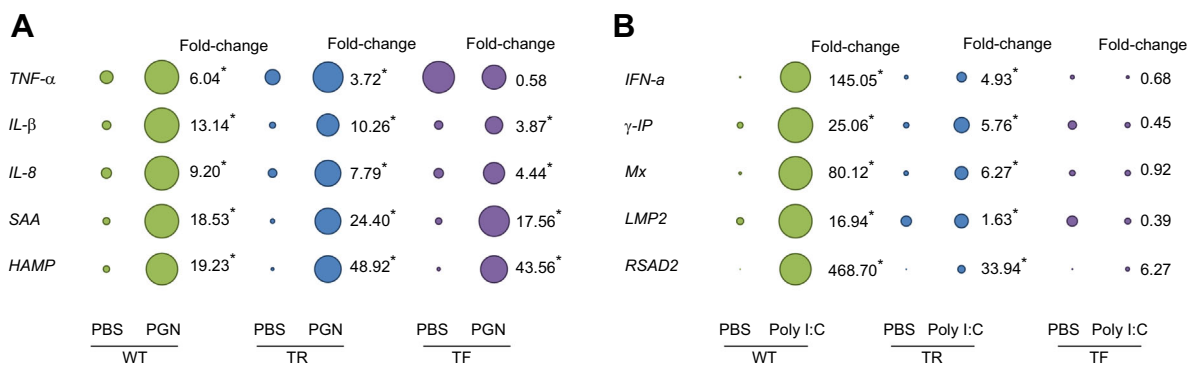 A
Fold-change Fold-change Fold-change
TNF-α 6.04* 3.72* 0.58
IL-β 13.14* 10.26* 3.87*
IL-8 9.20* 7.79* 4.44*
SAA 18.53* 24.40* 17.56*
HAMP 19.23* 48.92* 43.56*
PBS PGN PBS PGN PBS PGN
WT TR TF
B
Fold-change Fold-change Fold-change
IFN-a 145.05* 4.93* 0.68
γ-IP 25.06* 5.76* 0.45
Mx 80.12* 6.27* 0.92
LMP2 16.94* 1.63* 0.39
RSAD2 468.70* 33.94* 6.27
PBS Poly I:C PBS Poly I:C PBS Poly I:C
WT TR TF